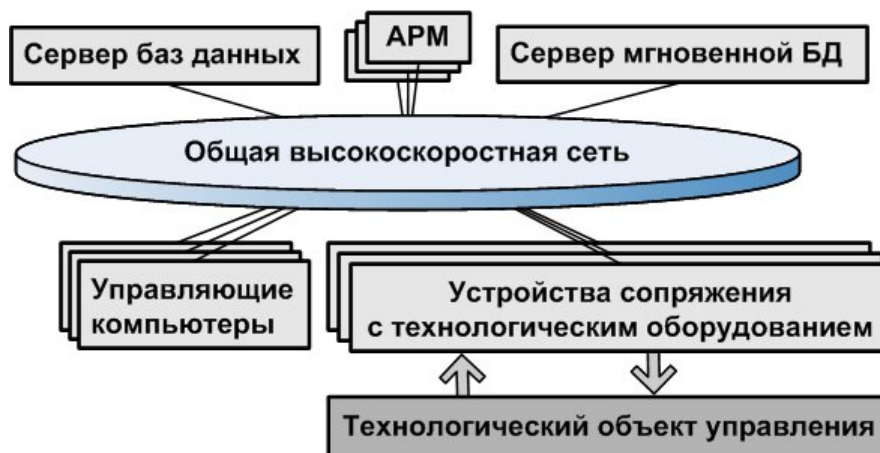 Сервер баз данных
АРМ
Сервер мгновенной БД
Общая высокоскоростная сеть
Управляющие
компьютеры
Устройства сопряжения
с технологическим оборудованием
Технологический объект управления